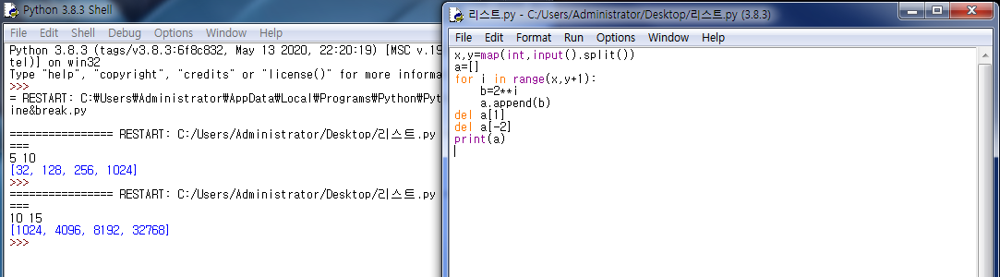 Python 3.8.3 Shell
File Edit Shell Debug Options Window Help
Python 3.8.3 (tags/v3.8.3:6f8c832, May 13 2020, 22:20:19) [MSC v.19
tel)] on win32
Type "help", "copyright", "credits" or "license()" for more informa
>>>
= RESTART: C:₩Users₩Administrator₩AppData₩Local₩Programs₩Python₩Pyt
ine&break.py
================ RESTART: C:/Users/Administrator/Desktop/리스트.py
===
5 10
[32, 128, 256, 1024]
>>>
================ RESTART: C:/Users/Administrator/Desktop/리스트.py
===
10 15
[1024, 4096, 8192, 32768]
>>>
리스트.py - C:/Users/Administrator/Desktop/리스트.py (3.8.3)
File Edit Format Run Options Window Help
x,y=map(int,input().split())
a=[]
for i in range(x,y+1):
    b=2**i
    a.append(b)
del a[1]
del a[-2]
print(a)